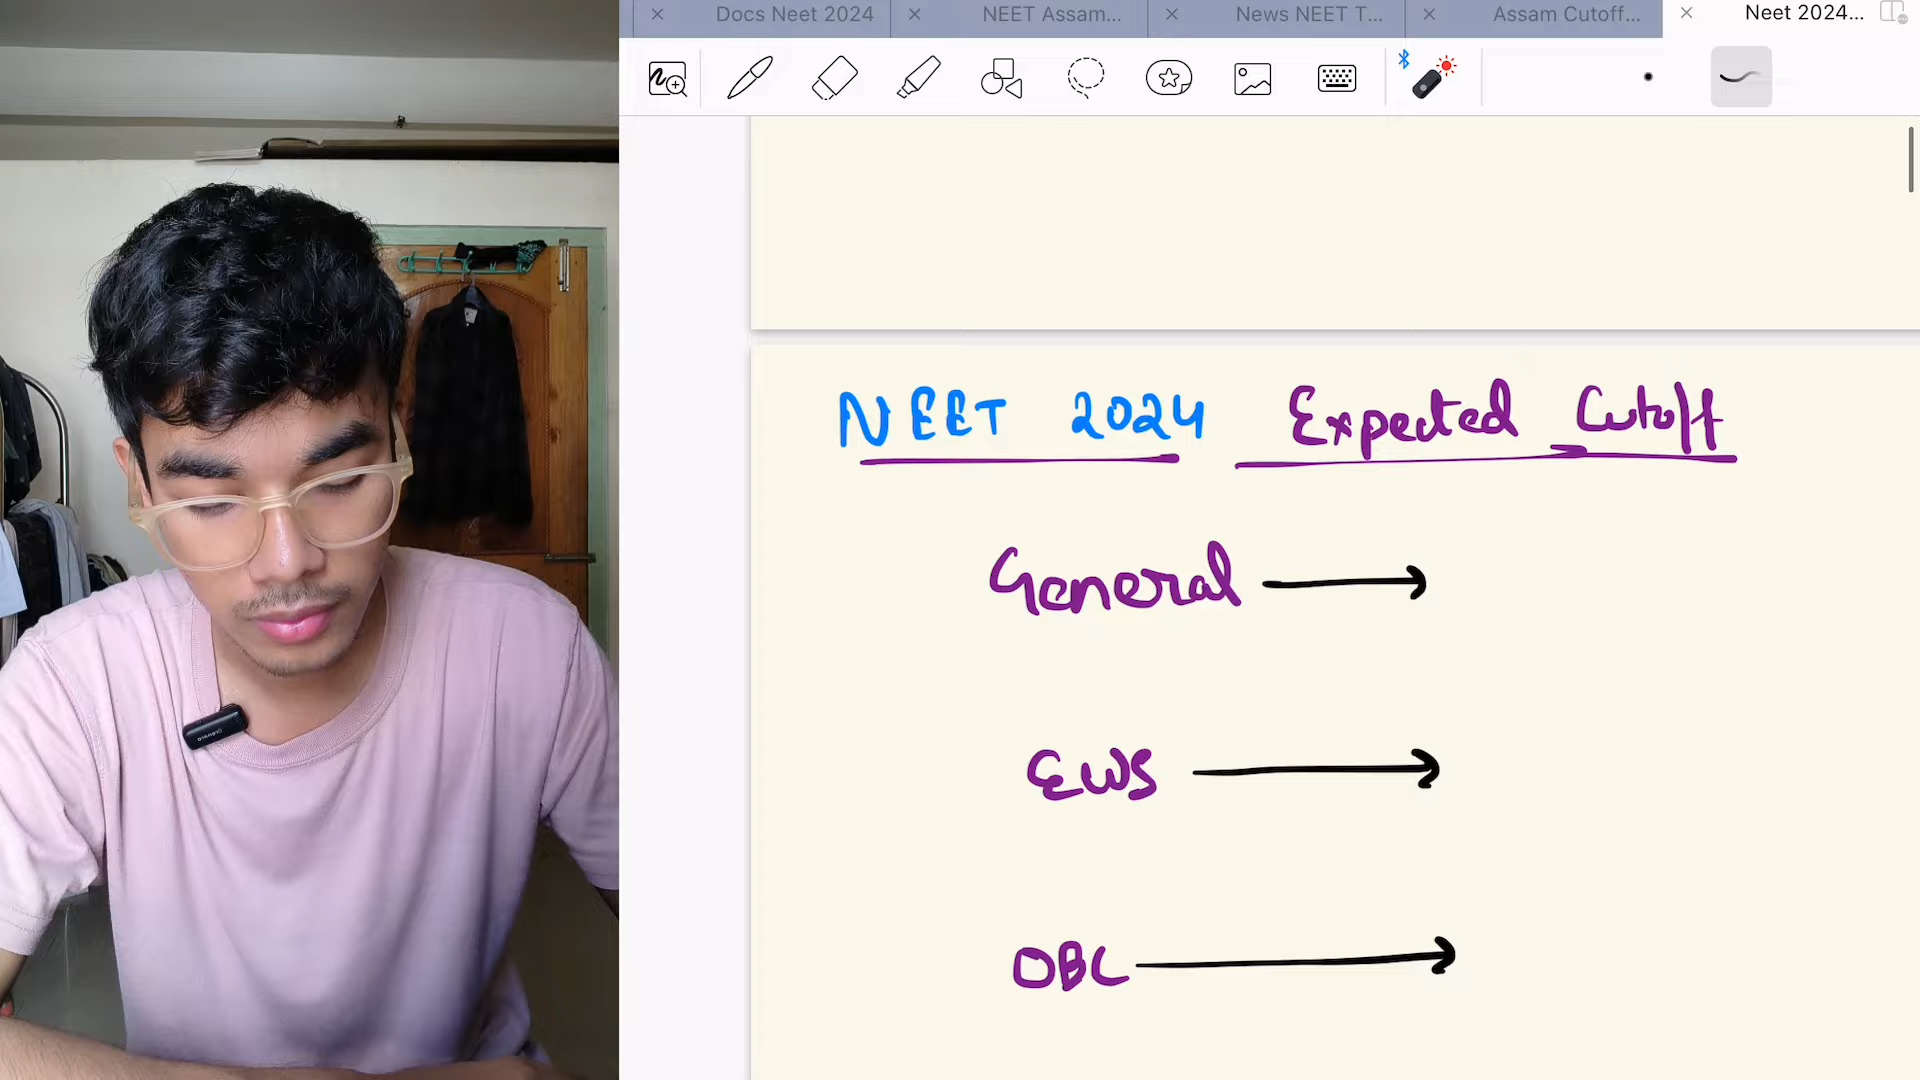 Docs Neet 2024 NEET Assam... News NEET T... Assam Cutoff... Neet 2024...
NEET 2024 Expected Cutoff
General
EWS
OBC